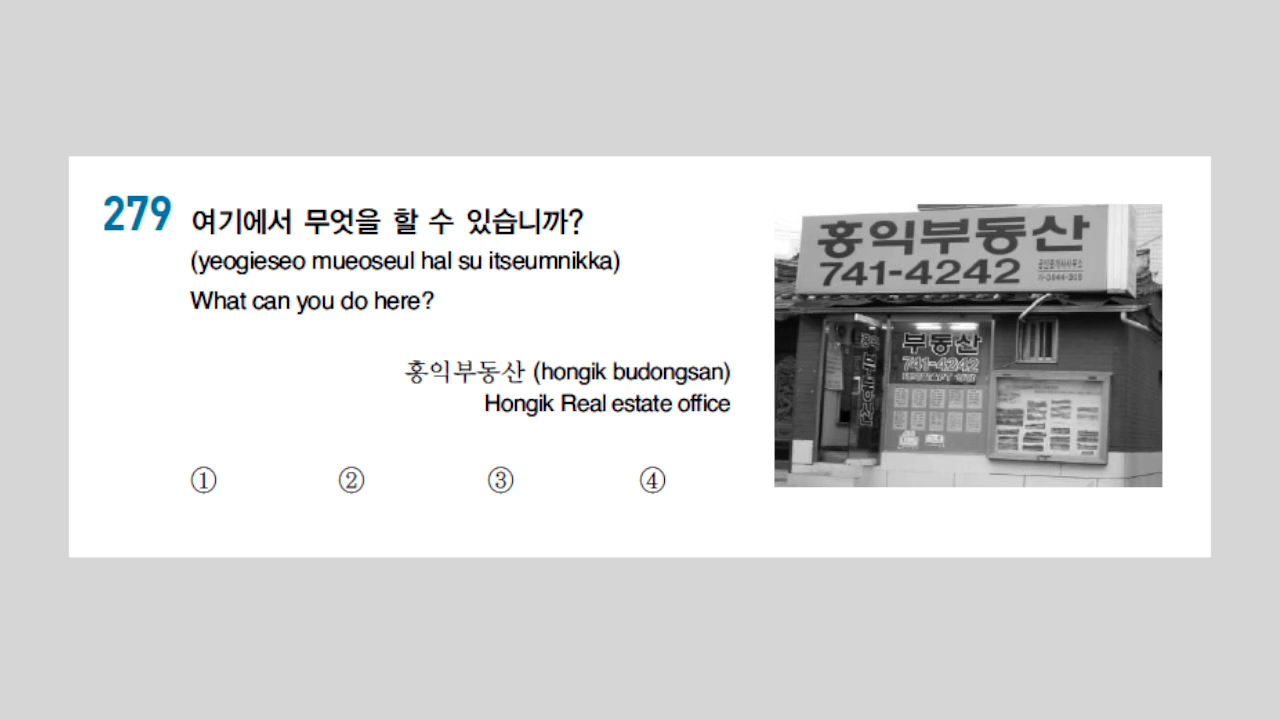 279 여기에서 무엇을 할 수 있습니까?
(yeogieseo mueoseul hal su itseumnikka)
What can you do here?
홍익부동산 (hongik budongsan)
Hongik Real estate office
① ② ③ ④
홍익부동산
741-4242
부동산
741-4242